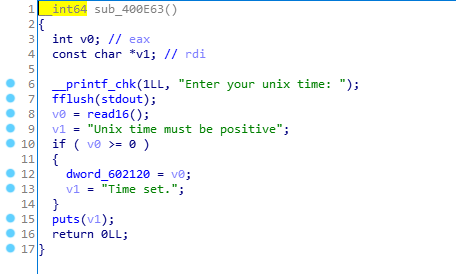 1 __int64 sub_400E63()
2 {
3 int v0; // eax
4 const char *v1; // rdi
5
6 __printf_chk(1LL, "Enter your unix time: ");
7 fflush(stdout);
8 v0 = read16();
9 v1 = "Unix time must be positive";
10 if ( v0 >= 0 )
11 {
12 dword_602120 = v0;
13 v1 = "Time set.";
14 }
15 puts(v1);
16 return 0LL;
17 }